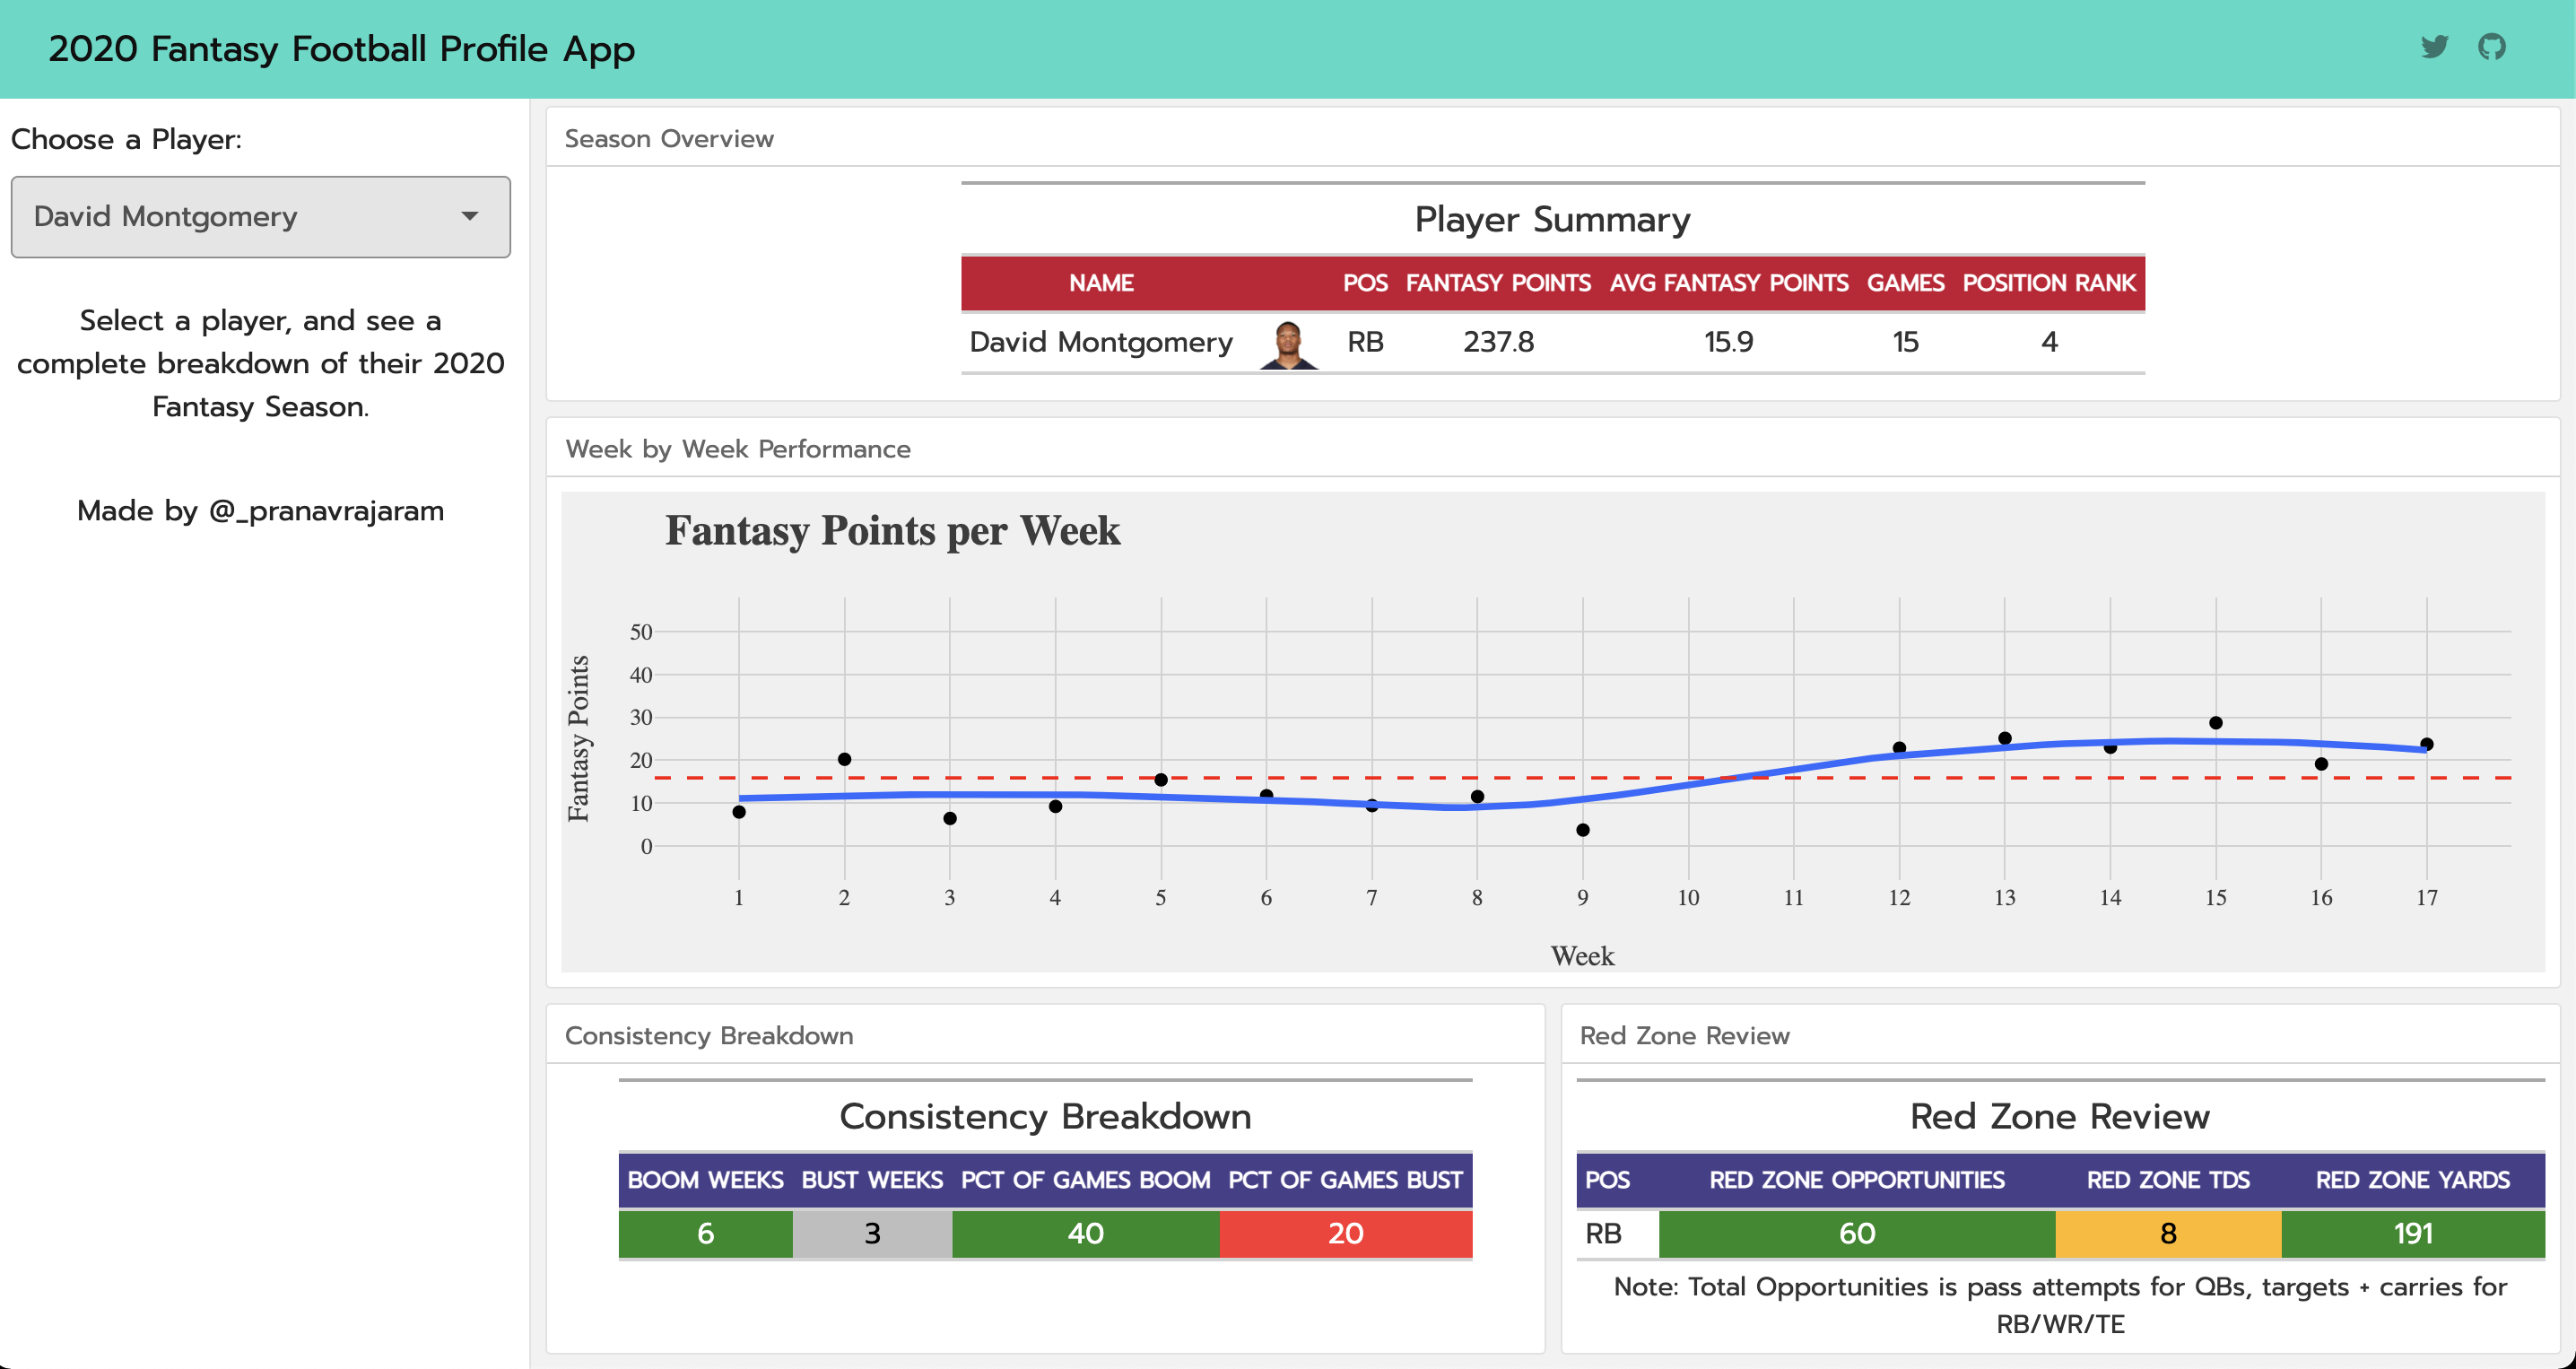 2020 Fantasy Football Profile App
Choose a Player:
David Montgomery
Select a player, and see a
complete breakdown of their 2020
Fantasy Season.
Made by @_pranavrajaram
Season Overview
Player Summary
NAME POS FANTASY POINTS AVG FANTASY POINTS GAMES POSITION RANK
David Montgomery RB 237.8 15.9 15 4
Week by Week Performance
Fantasy Points per Week
Fantasy Points
50
40
30
20
10
0
1 2 3 4 5 6 7 8 9 10 11 12 13 14 15 16 17
Week
Consistency Breakdown
Consistency Breakdown
BOOM WEEKS BUST WEEKS PCT OF GAMES BOOM PCT OF GAMES BUST
6 3 40 20
Red Zone Review
Red Zone Review
POS RED ZONE OPPORTUNITIES RED ZONE TDS RED ZONE YARDS
RB 60 8 191
Note: Total Opportunities is pass attempts for QBs, targets + carries for
RB/WR/TE